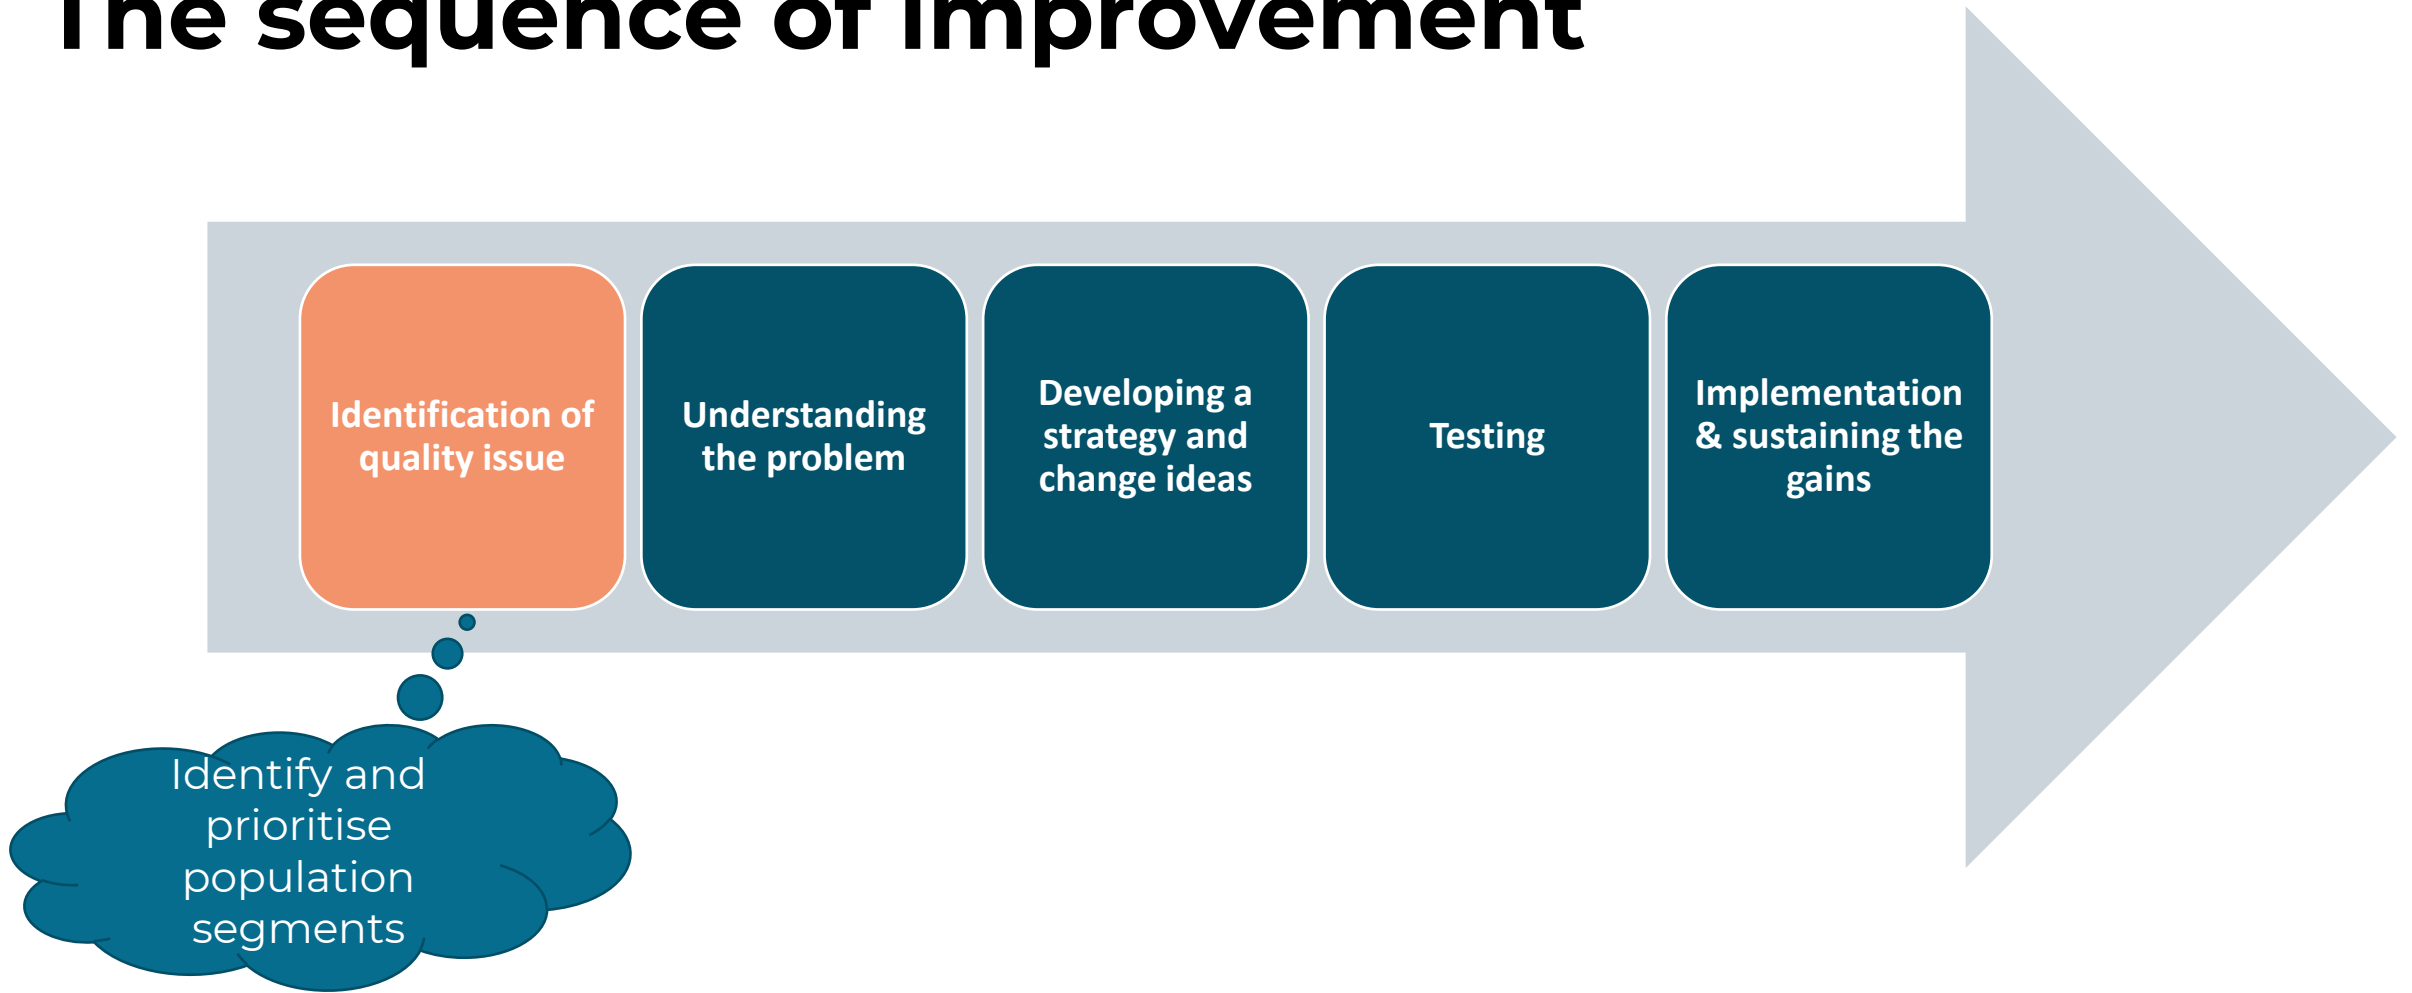 The sequence of improvement
Identification of
quality issue
Understanding
the problem
Developing a
strategy and
change ideas
Testing
Implementation
& sustaining the
gains
Identify and
prioritise
population
segments